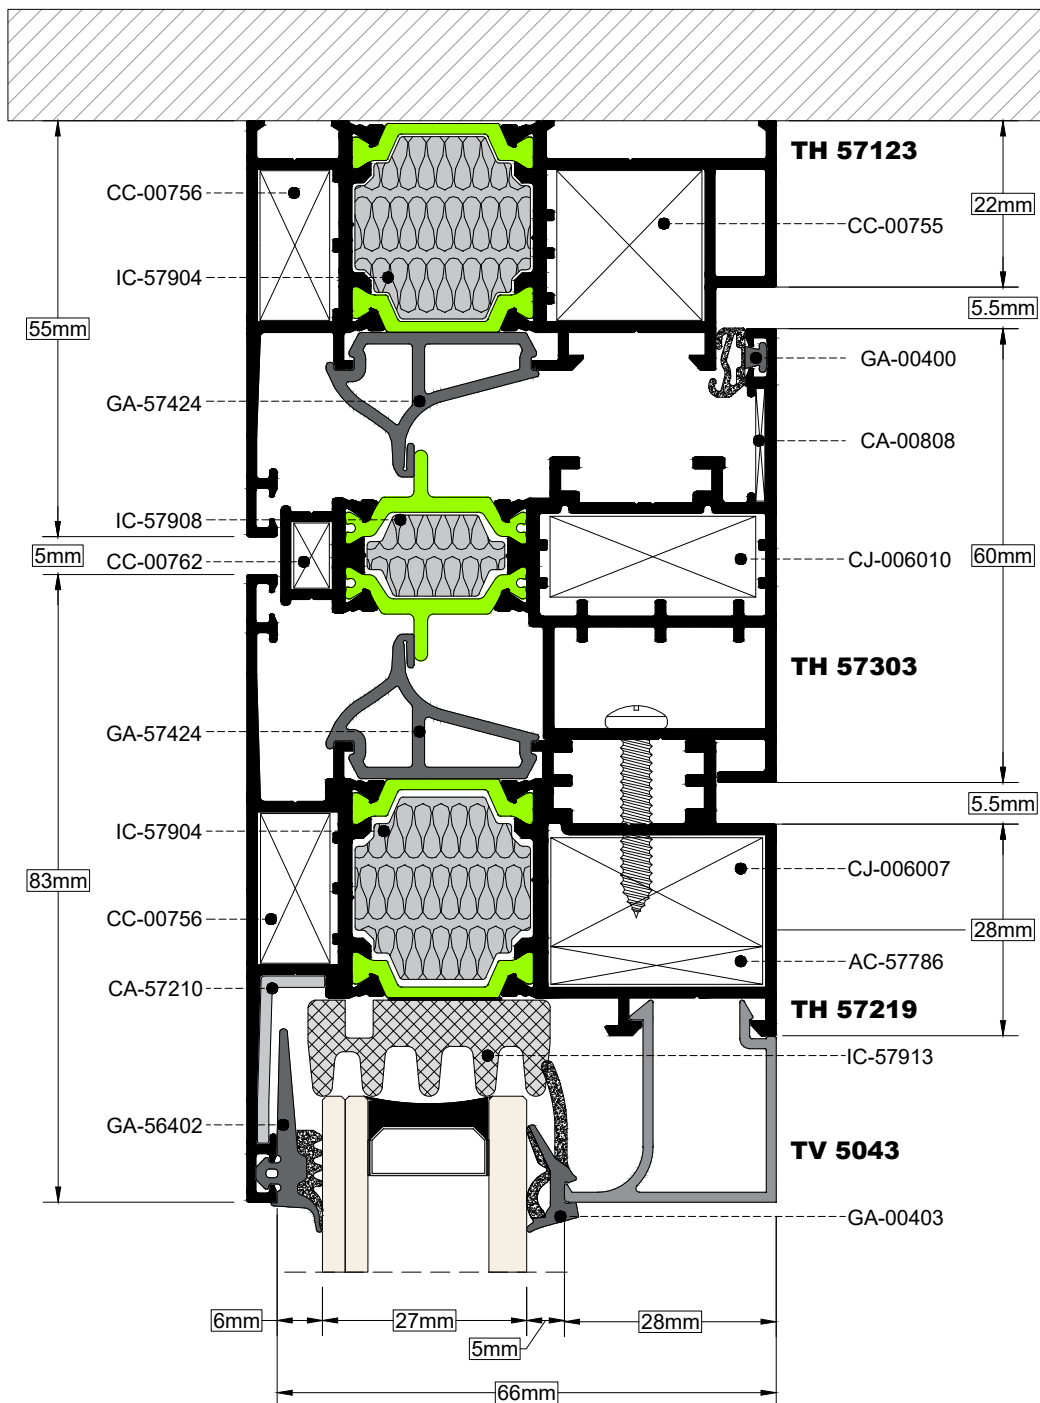 TH 57123
CC-00756
22mm
CC-00755
IC-57904
5.5mm
55mm
GA-00400
GA-57424
CA-00808
IC-57908
5mm
CC-00762
CJ-006010
60mm
TH 57303
GA-57424
5.5mm
IC-57904
83mm
CJ-006007
CC-00756
28mm
AC-57786
CA-57210
TH 57219
IC-57913
GA-56402
TV 5043
GA-00403
6mm
27mm
28mm
5mm
66mm